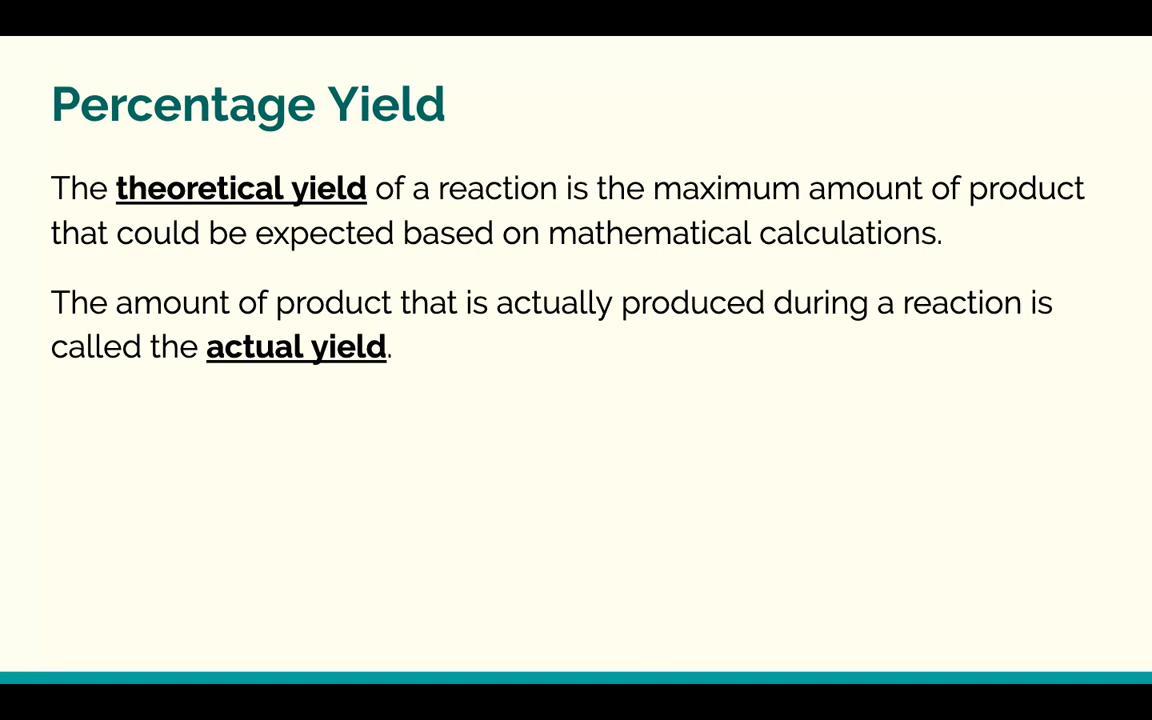 Percentage Yield
The theoretical yield of a reaction is the maximum amount of product
that could be expected based on mathematical calculations.
The amount of product that is actually produced during a reaction is
called the actual yield.